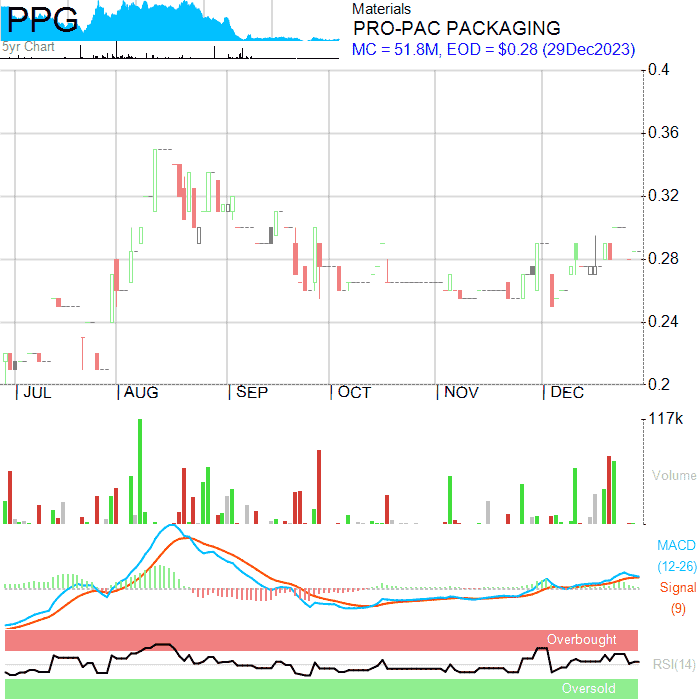 PPG
5yr Chart
Materials
PRO-PAC PACKAGING
MC = 51.8M, EOD = $0.28 (29Dec2023)
0.4
0.36
0.32
0.28
0.24
0.2
JUL AUG SEP OCT NOV DEC
117k
Volume
MACD
(12-26)
Signal
(9)
Overbought
RSI(14)
Oversold